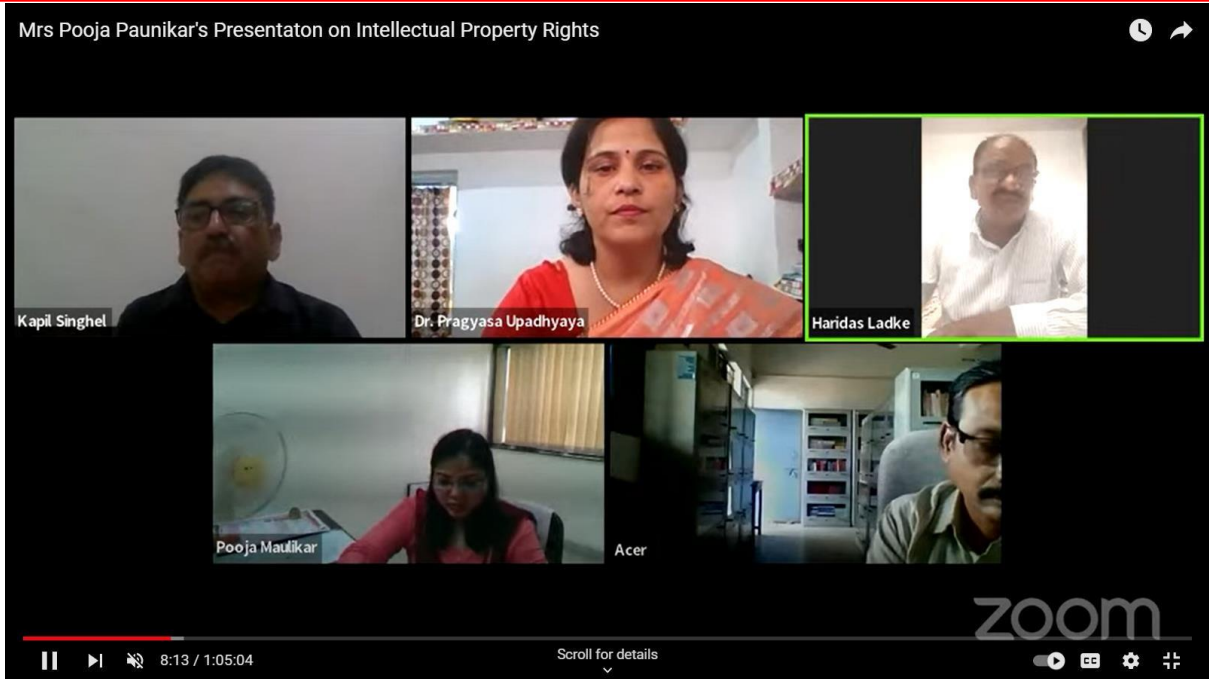 Mrs Pooja Paunikar's Presentaton on Intellectual Property Rights
Kapil Singhel
Dr. Pragyasa Upadhyaya
Haridas Ladke
Pooja Maulikar
Acer
zoom
8:13 / 1:05:04
Scroll for details
CC